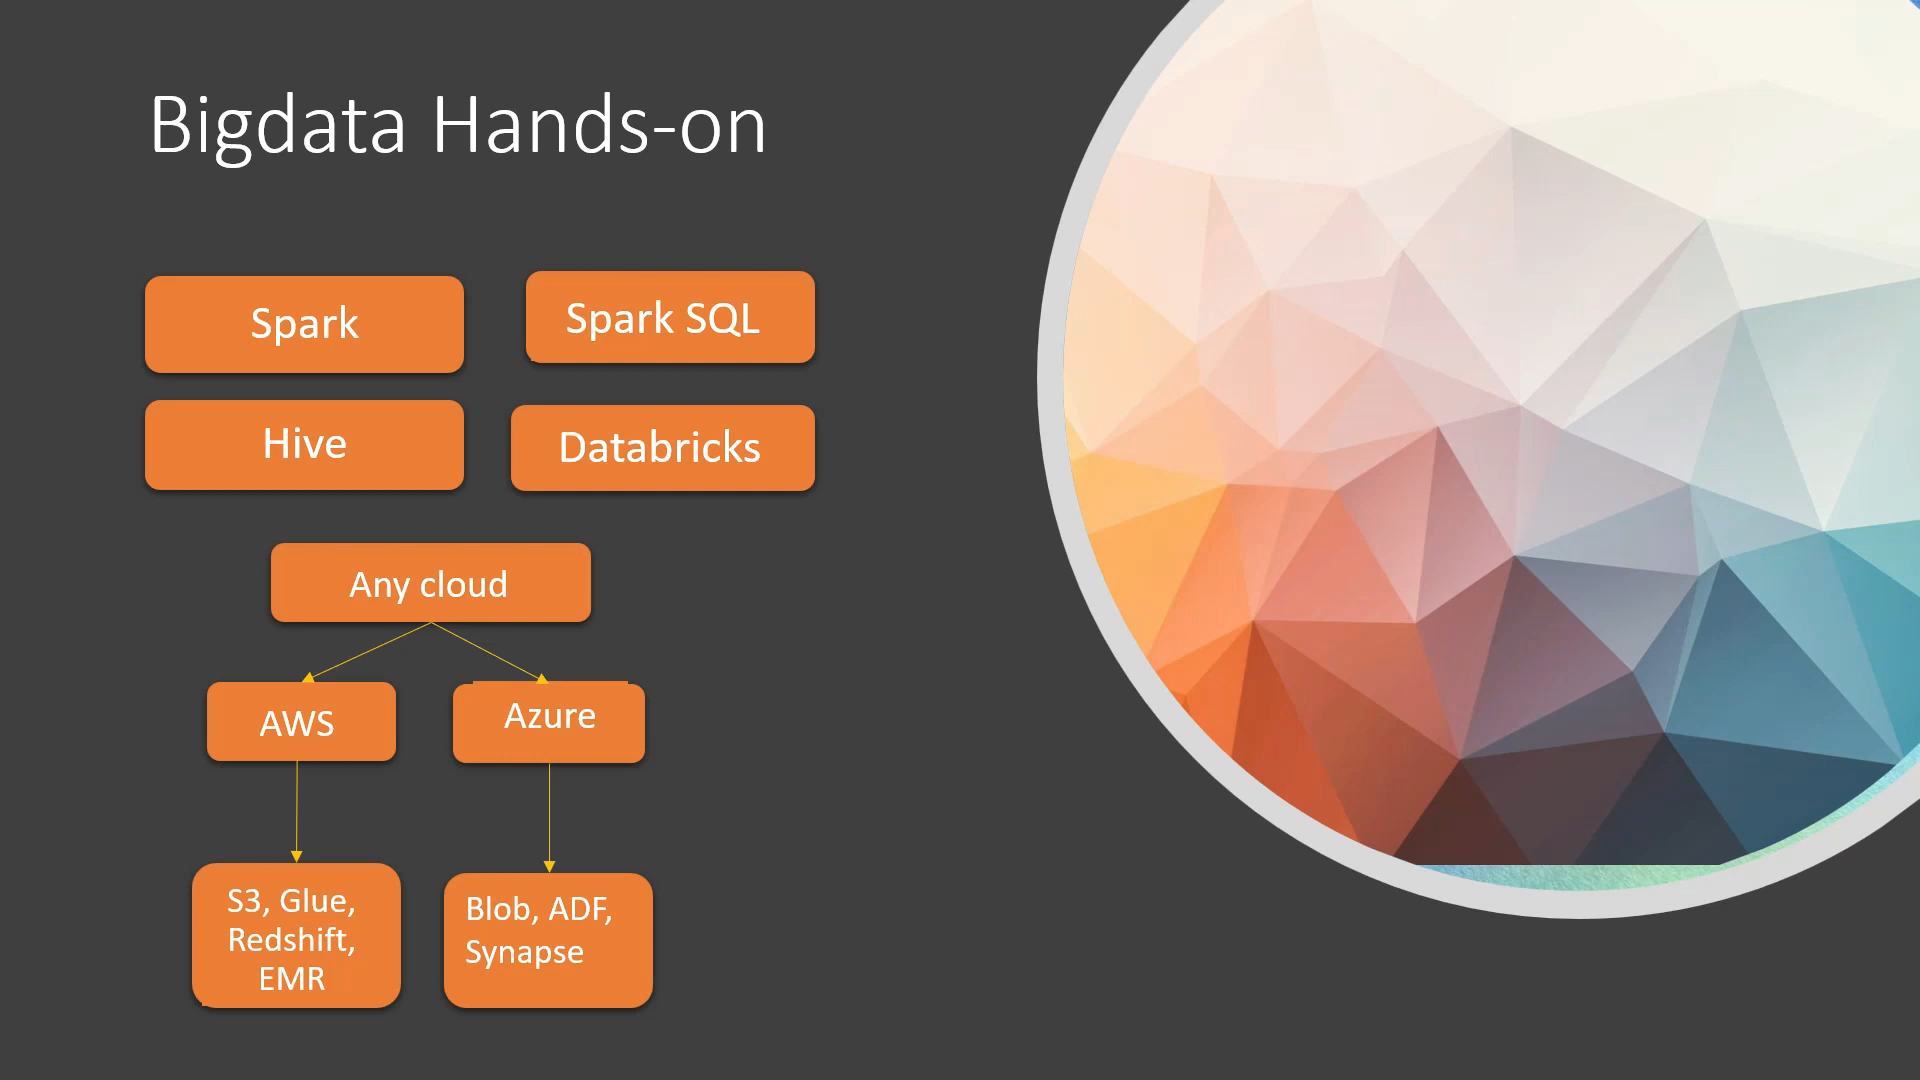 Bigdata Hands-on
Spark
Spark SQL
Hive
Databricks
Any cloud
AWS
Azure
S3, Glue,
Redshift,
EMR
Blob, ADF,
Synapse